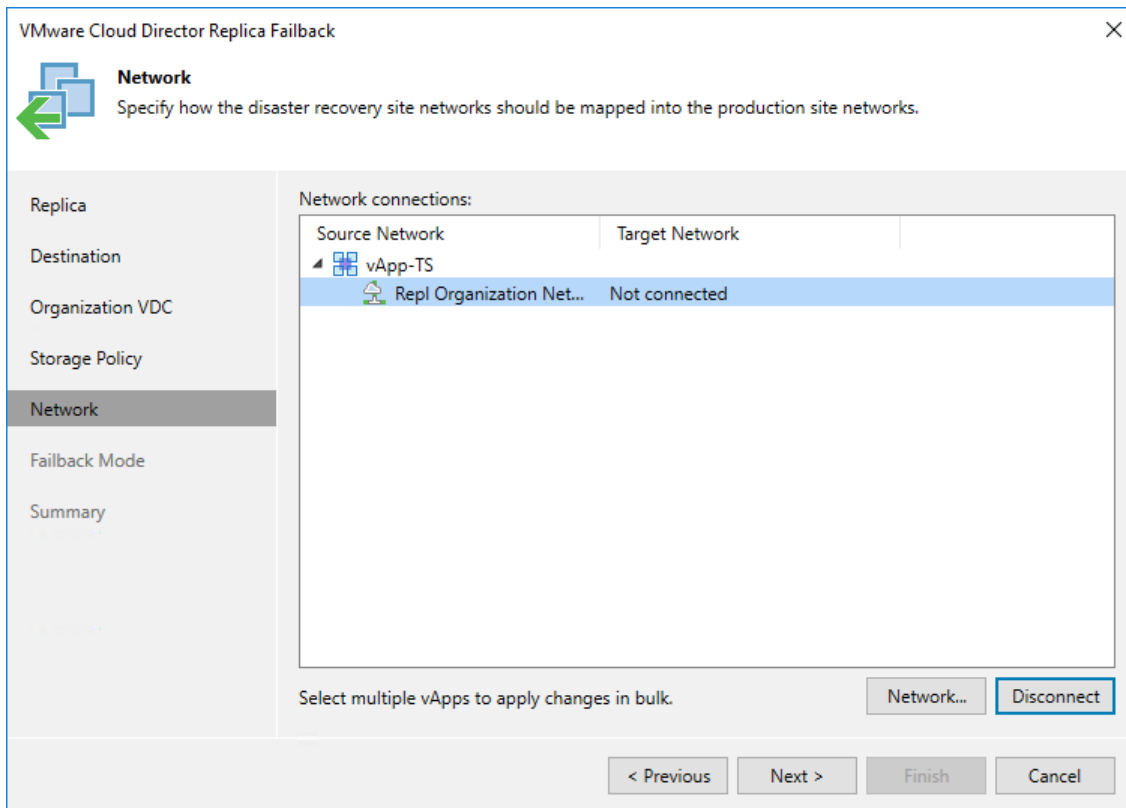 VMware Cloud Director Replica Failback
Network
Specify how the disaster recovery site networks should be mapped into the production site networks.
Replica
Destination
Organization VDC
Storage Policy
Network
Failback Mode
Summary
Network connections:
Source Network Target Network
vApp-TS
Repl Organization Net... Not connected
Select multiple vApps to apply changes in bulk.
Network... Disconnect
< Previous Next > Finish Cancel